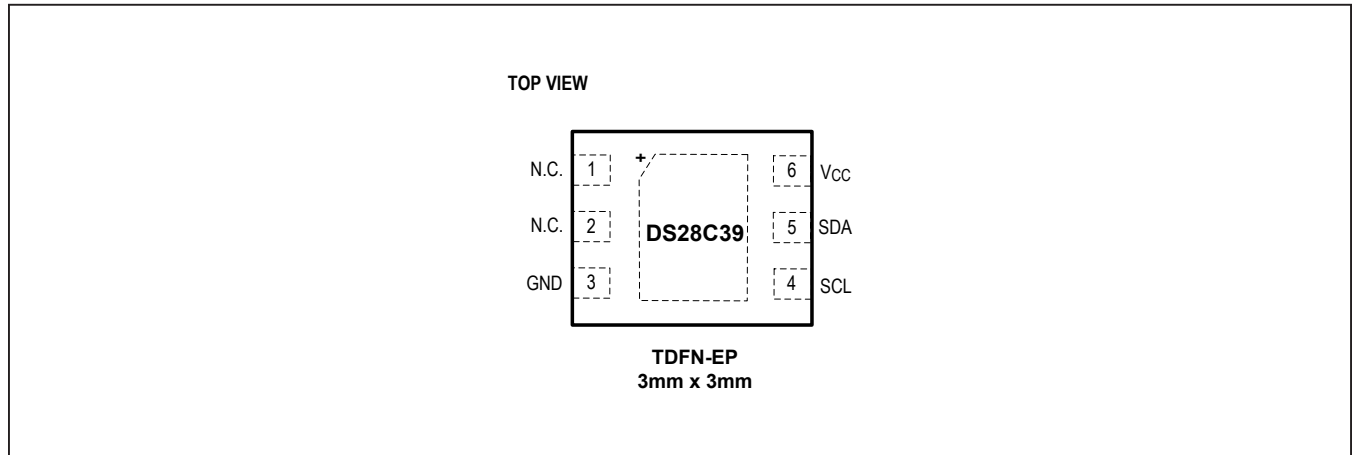 TOP VIEW
+
N.C. 1 6 VCC
N.C. 2 DS28C39 5 SDA
GND 3 4 SCL
TDFN-EP
3mm x 3mm